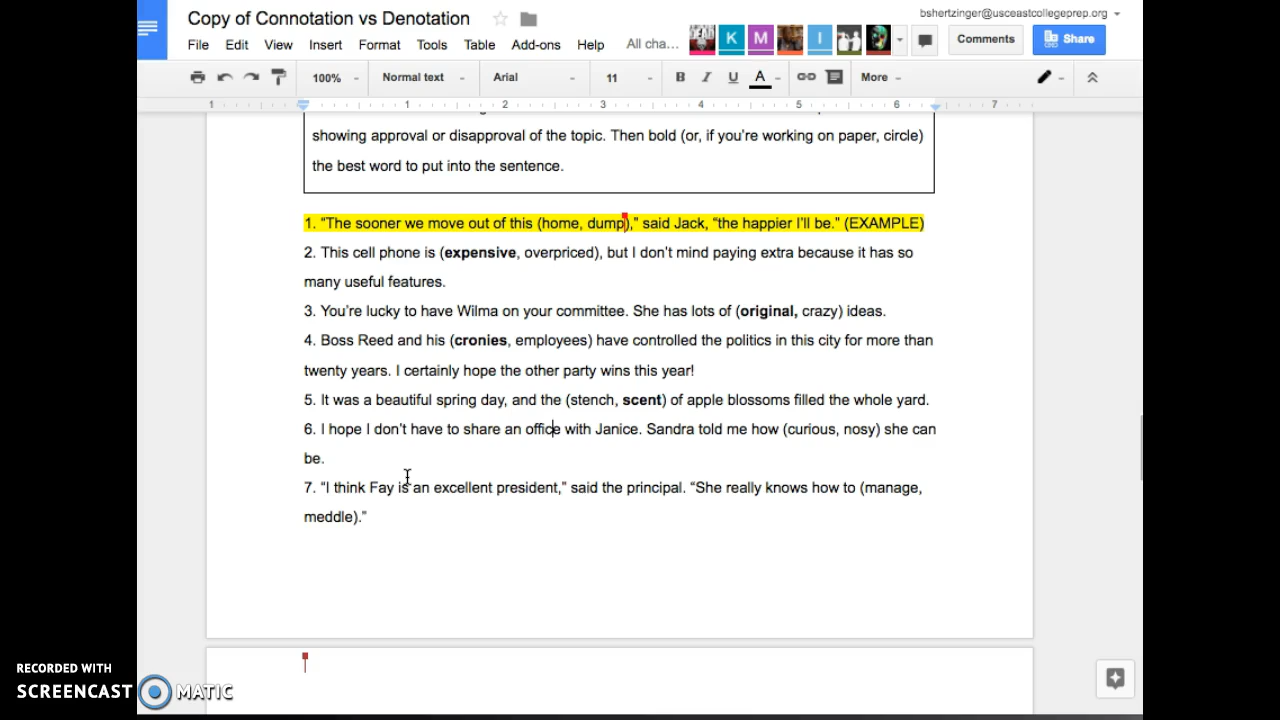 Copy of Connotation vs Denotation
bshertzinger@usceastcollegeprep.org
File Edit View Insert Format Tools Table Add-ons Help All cha... K M I Comments Share
100% Normal text Arial 11 B I U A More
1 1 2 3 4 5 6 7
showing approval or disapproval of the topic. Then bold (or, if you’re working on paper, circle)
the best word to put into the sentence.
1. “The sooner we move out of this (home, dump),” said Jack, “the happier I’ll be.” (EXAMPLE)
2. This cell phone is (expensive, overpriced), but I don’t mind paying extra because it has so
many useful features.
3. You’re lucky to have Wilma on your committee. She has lots of (original, crazy) ideas.
4. Boss Reed and his (cronies, employees) have controlled the politics in this city for more than
twenty years. I certainly hope the other party wins this year!
5. It was a beautiful spring day, and the (stench, scent) of apple blossoms filled the whole yard.
6. I hope I don’t have to share an office with Janice. Sandra told me how (curious, nosy) she can
be.
7. “I think Fay is an excellent president,” said the principal. “She really knows how to (manage,
meddle).”
RECORDED WITH
SCREENCAST MATIC